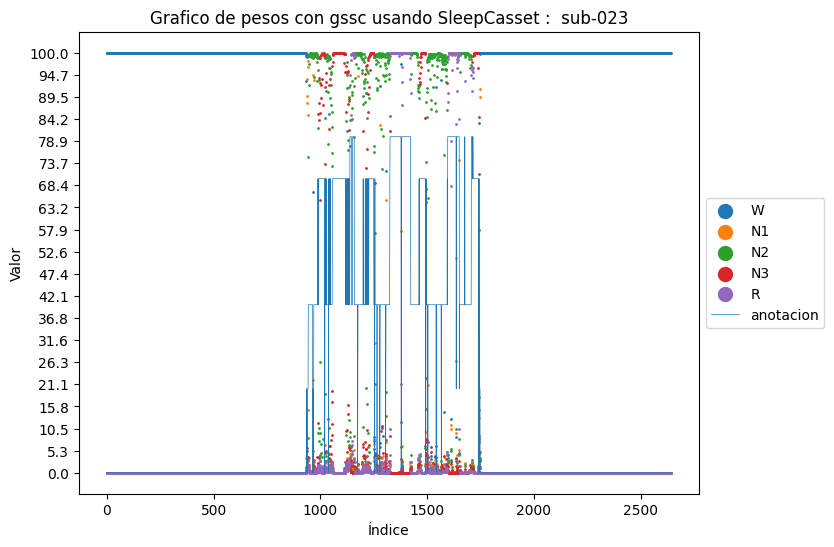 Grafico de pesos con gssc usando SleepCasset :  sub-023
100.0
94.7
89.5
84.2
78.9
73.7
68.4
63.2
57.9
52.6
47.4
42.1
36.8
31.6
26.3
21.1
15.8
10.5
5.3
0.0
Valor
0 500 1000 1500 2000 2500
Índice
W
N1
N2
N3
R
anotacion